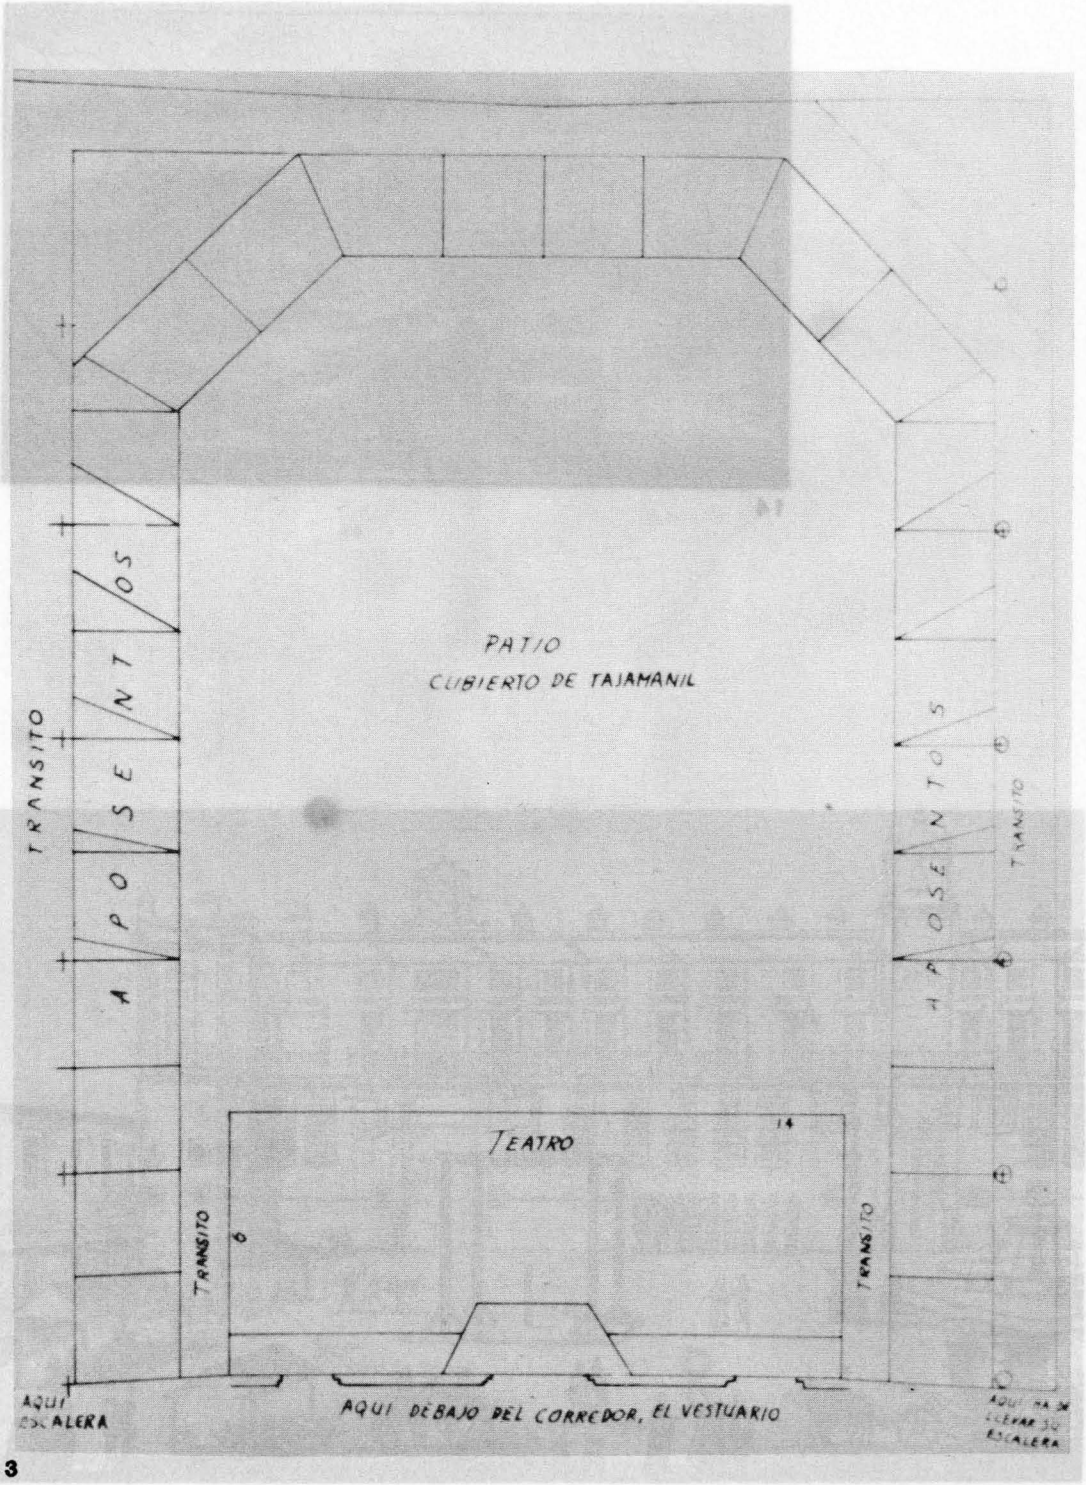 PATIO
CUBIERTO DE TAJAMANIL
TRANSITO
APOSENTOS
APOSENTOS
TRANSITO
TEATRO
14
TRANSITO
6
TRANSITO
AQUI
ESCALERA
AQUI DEBAJO DEL CORREDOR, EL VESTUARIO
AQUI HA DE
LLEVAR SU
ESCALERA
3
14